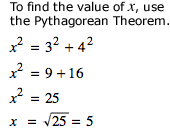 To find the value of x, use
the Pythagorean Theorem.
x² = 3² + 4²
x² = 9 + 16
x² = 25
x = √25 = 5